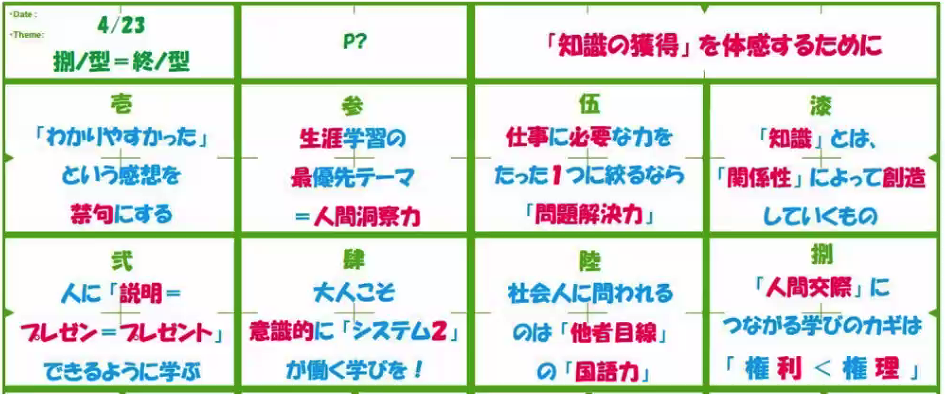 ・Date :
・Theme:
4/23
捌/型＝終/型
P?
「知識の獲得」を体感するために
壱
「わかりやすかった」
という感想を
禁句にする
参
生涯学習の
最優先テーマ
＝人間洞察力
伍
仕事に必要な力を
たった1つに絞るなら
「問題解決力」
漆
「知識」とは、
「関係性」によって創造
していくもの
弐
人に「説明＝
プレゼン＝プレゼント」
できるように学ぶ
肆
大人こそ
意識的に「システム2」
が働く学びを！
陸
社会人に問われる
のは「他者目線」
の「国語力」
捌
「人間交際」に
つながる学びのカギは
「権利＜権理」